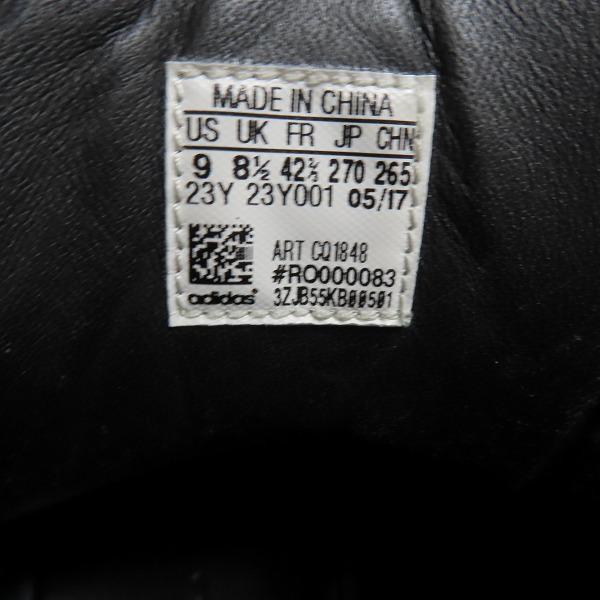 MADE IN CHINA
US UK FR JP CHN
9 8½ 42⅔ 270 265
23Y 23Y001 05/17
ART CQ1848
#RO000083
adidas 3ZJB55KB00501